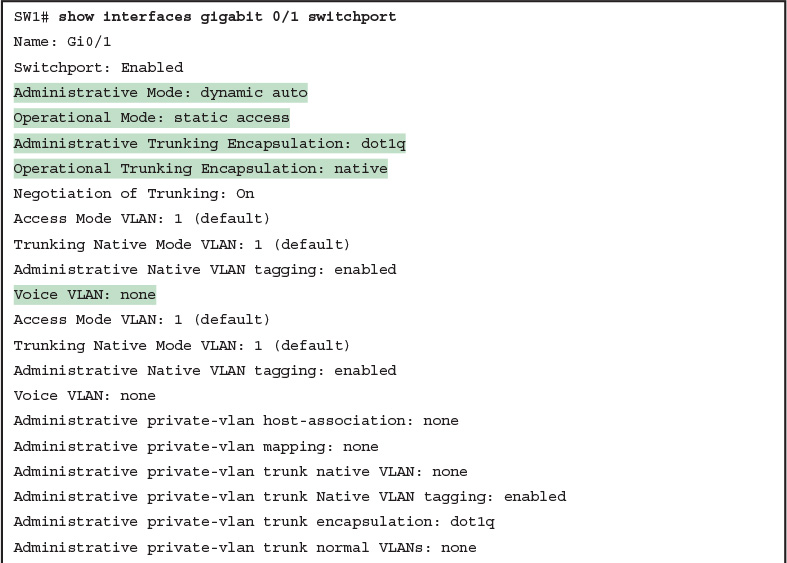 SW1# show interfaces gigabit 0/1 switchport
Name: Gi0/1
Switchport: Enabled
Administrative Mode: dynamic auto
Operational Mode: static access
Administrative Trunking Encapsulation: dot1q
Operational Trunking Encapsulation: native
Negotiation of Trunking: On
Access Mode VLAN: 1 (default)
Trunking Native Mode VLAN: 1 (default)
Administrative Native VLAN tagging: enabled
Voice VLAN: none
Access Mode VLAN: 1 (default)
Trunking Native Mode VLAN: 1 (default)
Administrative Native VLAN tagging: enabled
Voice VLAN: none
Administrative private-vlan host-association: none
Administrative private-vlan mapping: none
Administrative private-vlan trunk native VLAN: none
Administrative private-vlan trunk Native VLAN tagging: enabled
Administrative private-vlan trunk encapsulation: dot1q
Administrative private-vlan trunk normal VLANs: none